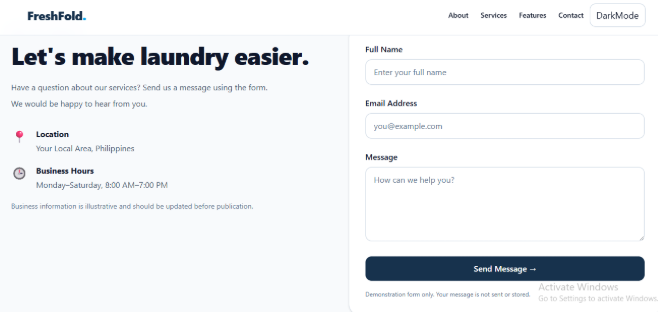 FreshFold.
About
Services
Features
Contact
DarkMode
Let's make laundry easier.
Have a question about our services? Send us a message using the form.
We would be happy to hear from you.
Location
Your Local Area, Philippines
Business Hours
Monday–Saturday, 8:00 AM–7:00 PM
Business information is illustrative and should be updated before publication.
Full Name
Enter your full name
Email Address
you@example.com
Message
How can we help you?
Send Message →
Demonstration form only. Your message is not sent or stored.
Activate Windows
Go to Settings to activate Windows.